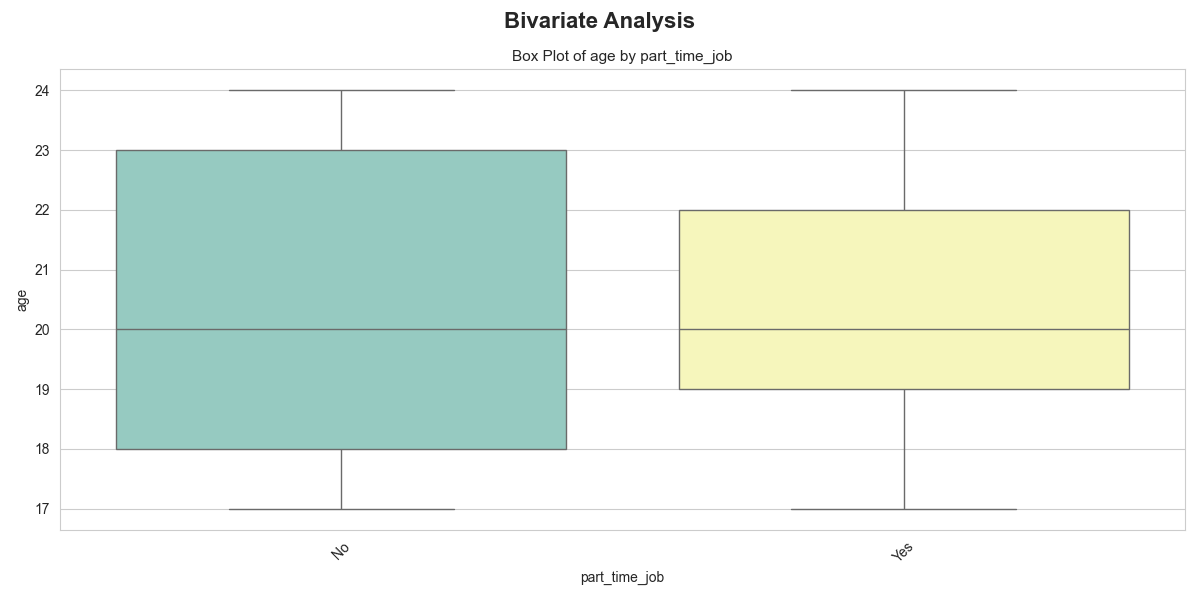 Bivariate Analysis
Box Plot of age by part_time_job
24
23
22
21
20
19
18
17
age
No
Yes
part_time_job